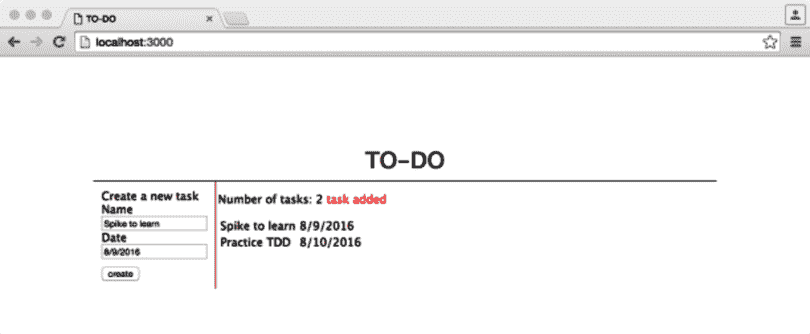 TO-DO
localhost:3000
TO-DO
Create a new task
Name
Spike to learn
Date
8/9/2016
create
Number of tasks: 2 task added
Spike to learn 8/9/2016
Practice TDD 8/10/2016